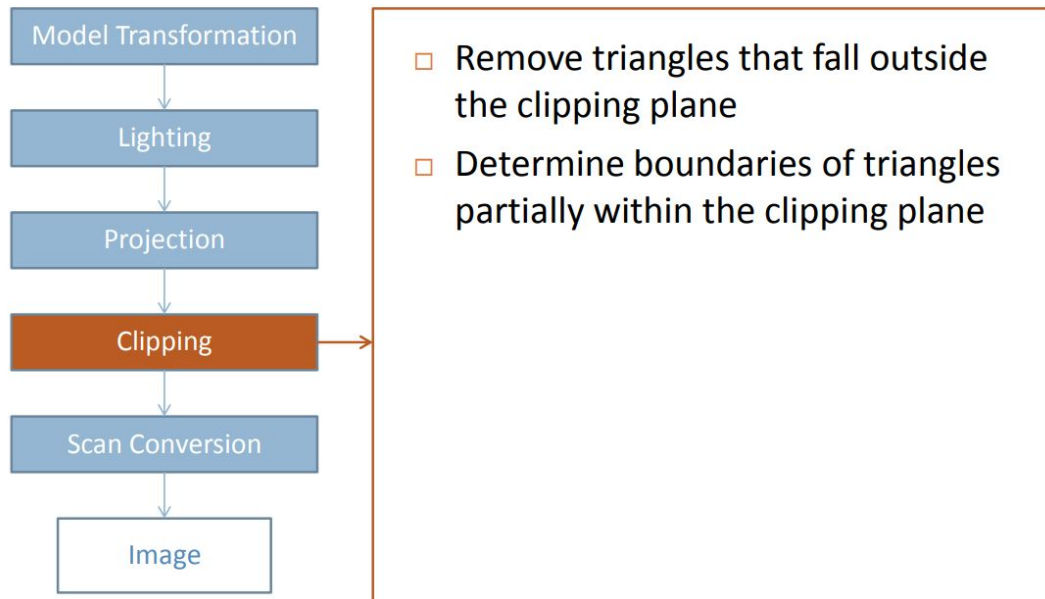 Model Transformation
Lighting
Projection
Clipping
Scan Conversion
Image
Remove triangles that fall outside
the clipping plane
Determine boundaries of triangles
partially within the clipping plane